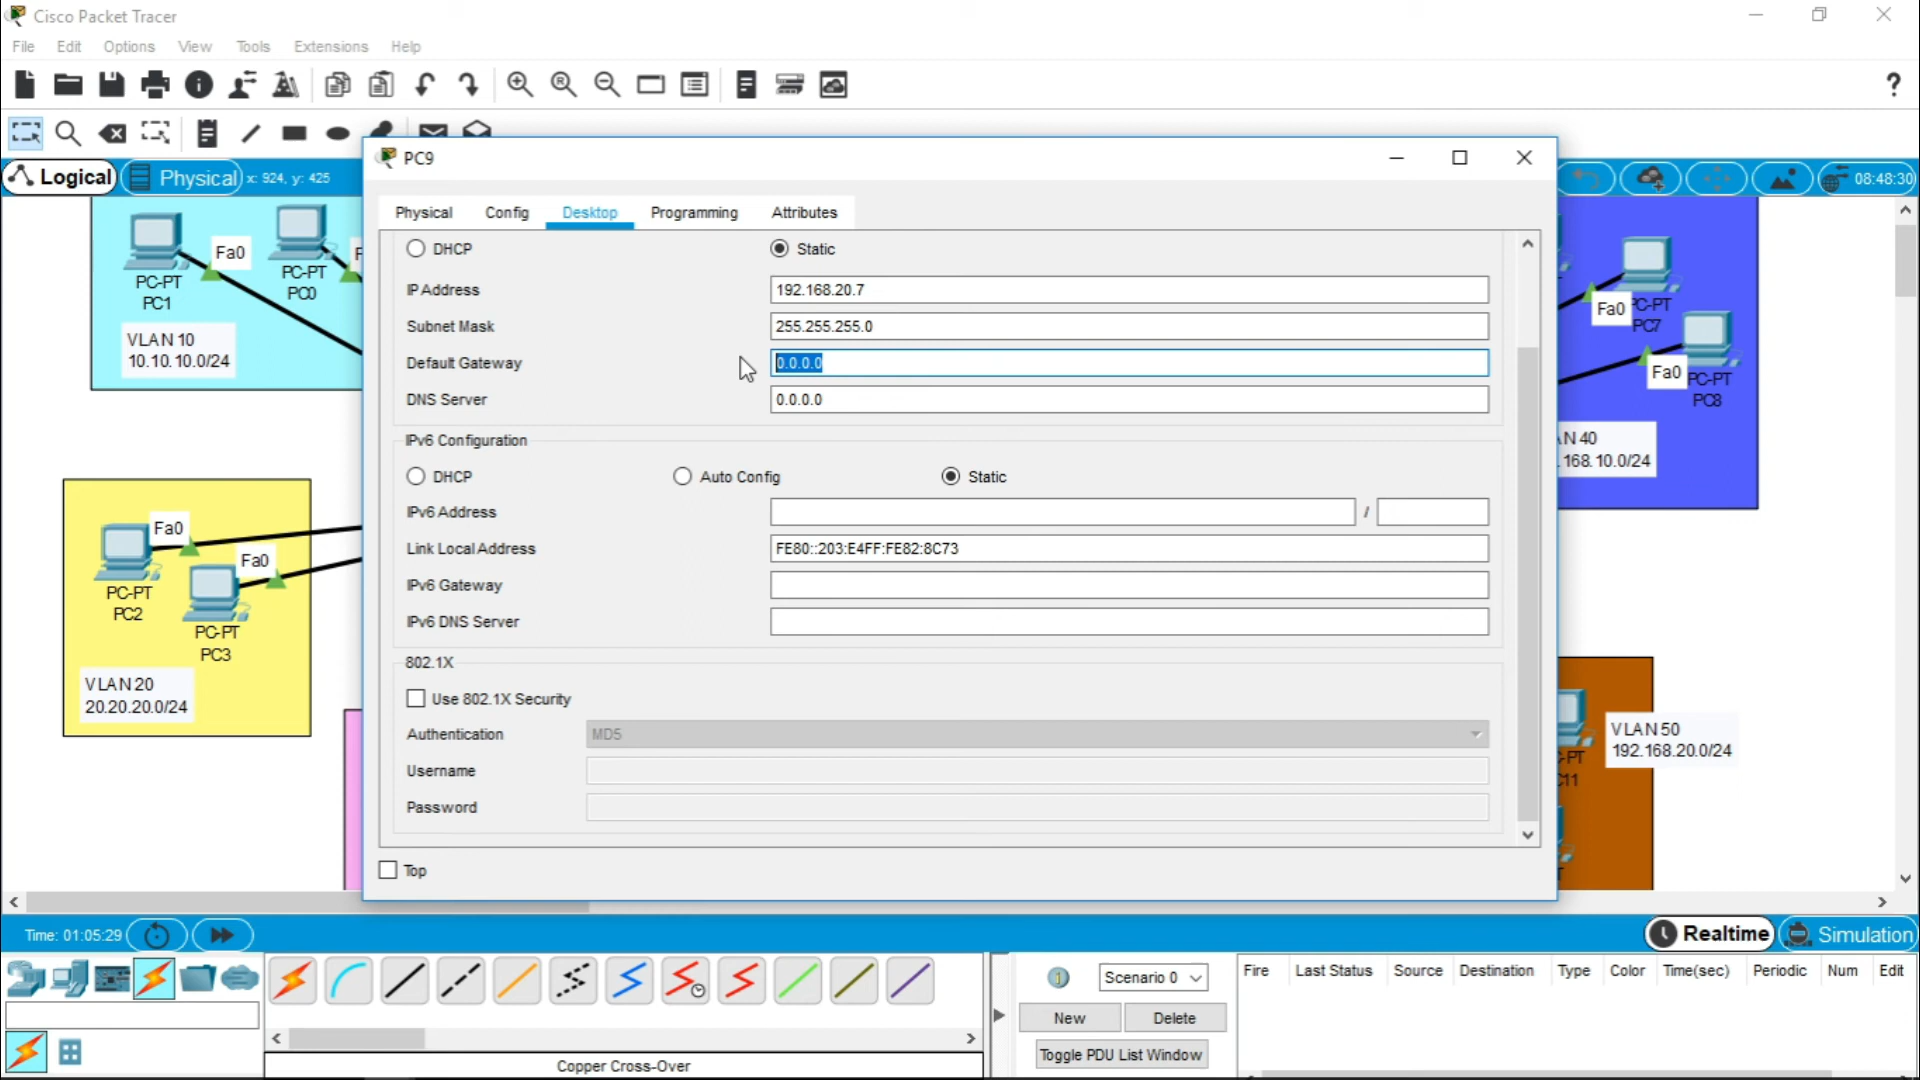 Cisco Packet Tracer
File Edit Options View Tools Extensions Help
Logical
Physical
x: 924, y: 425
08:48:30
PC9
Physical Config Desktop Programming Attributes
DHCP
Static
IP Address
192.168.20.7
Subnet Mask
255.255.255.0
Default Gateway
0.0.0.0
DNS Server
0.0.0.0
IPv6 Configuration
DHCP
Auto Config
Static
IPv6 Address
/
Link Local Address
FE80::203:E4FF:FE82:8C73
IPv6 Gateway
IPv6 DNS Server
802.1X
Use 802.1X Security
Authentication
MD5
Username
Password
Top
Fa0
PC-PT
PC1
PC-PT
PC0
F
VLAN 10
10.10.10.0/24
Fa0
Fa0
PC-PT
PC2
PC-PT
PC3
VLAN 20
20.20.20.0/24
Fa0
C-PT
PC7
Fa0
PC-PT
PC8
N 40
.168.10.0/24
-PT
C11
VLAN 50
192.168.20.0/24
Time: 01:05:29
Realtime
Simulation
Scenario 0
New
Delete
Toggle PDU List Window
Fire Last Status Source Destination Type Color Time(sec) Periodic Num Edit
Copper Cross-Over